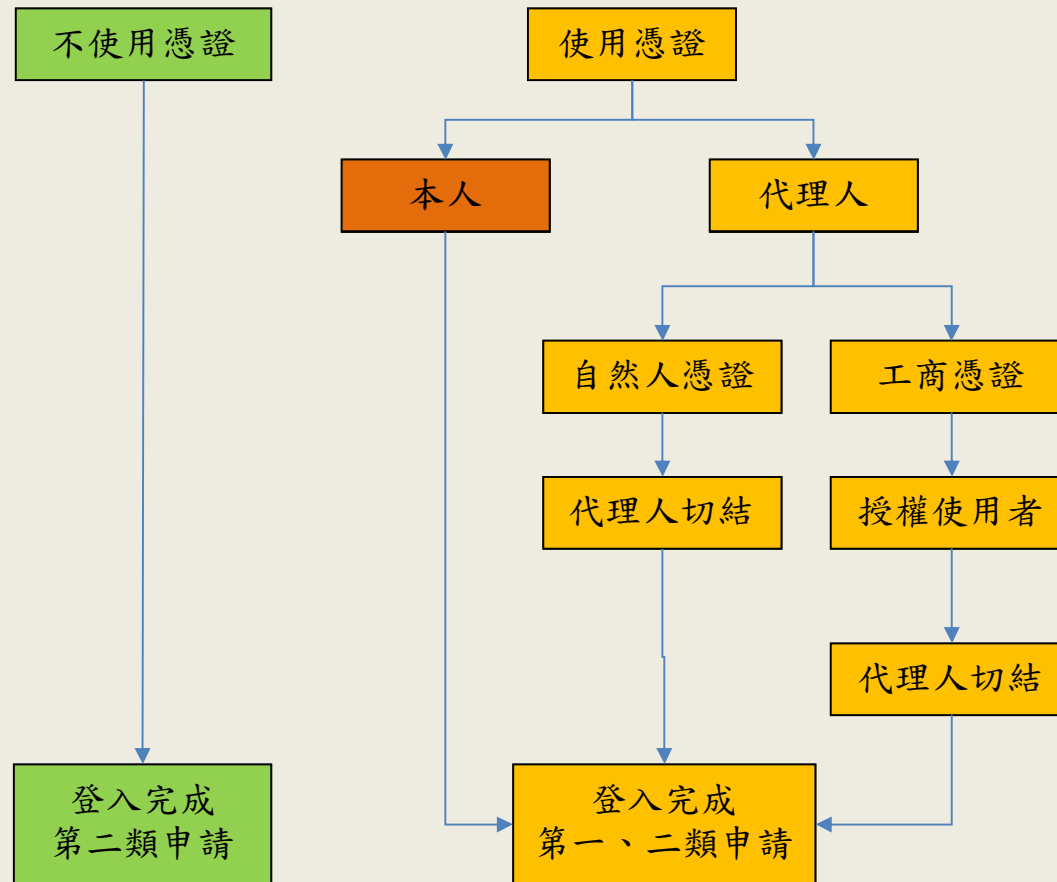 不使用憑證
使用憑證
本人
代理人
自然人憑證
工商憑證
代理人切結
授權使用者
代理人切結
登入完成
第二類申請
登入完成
第一、二類申請